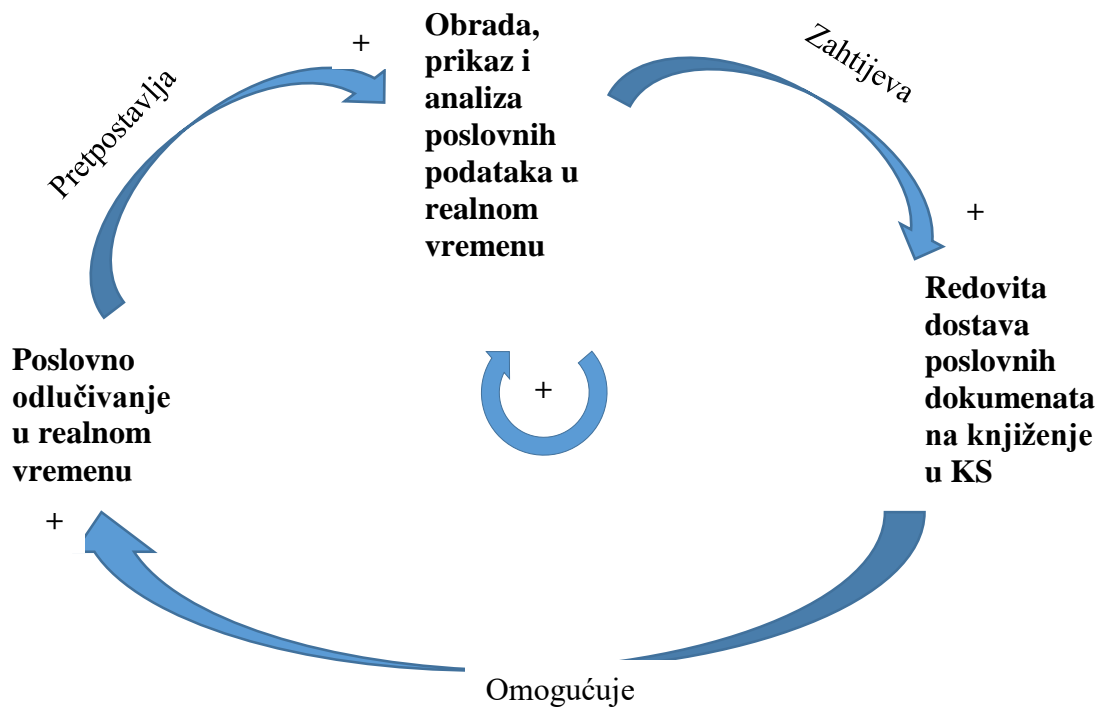 +
Obrada,
prikaz i
analiza
poslovnih
podataka u
realnom
vremenu
Zahtijeva
Pretpostavlja
+
Redovita
dostava
poslovnih
dokumenata
na knjiženje
u KS
Poslovno
odlučivanje
u realnom
vremenu
+
+
Omogućuje